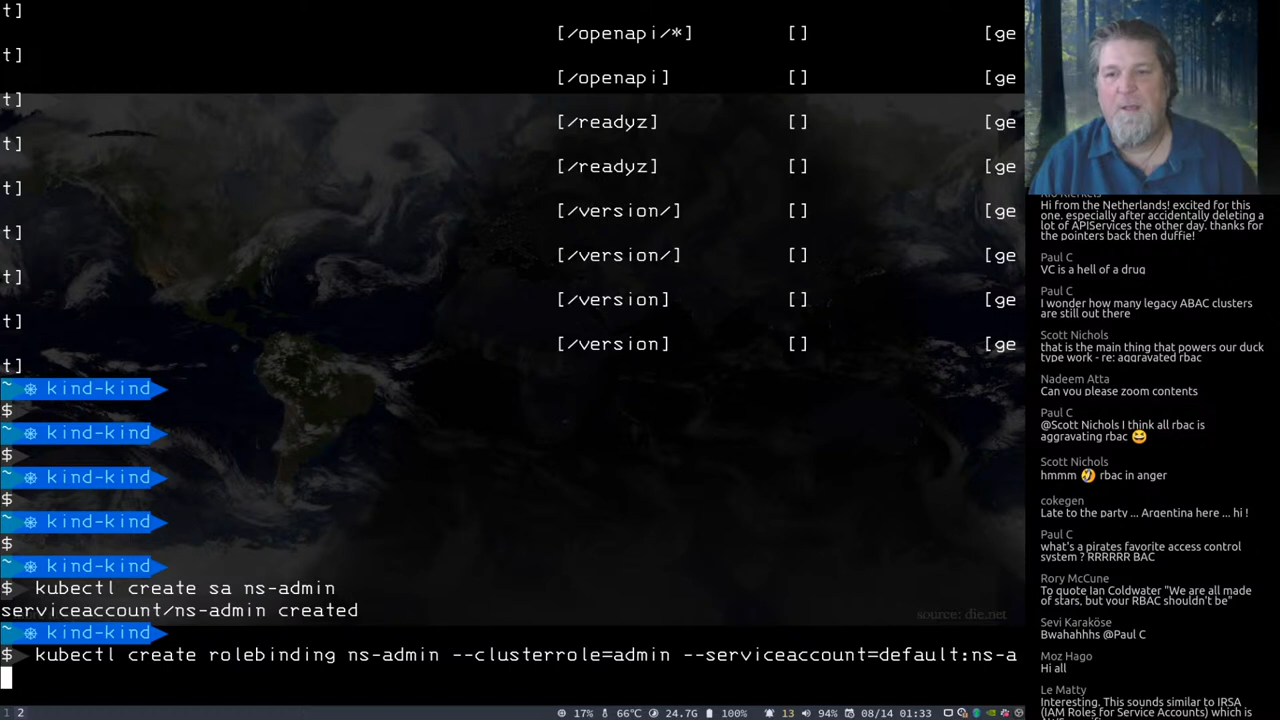 t]
[/openapi/*] [] [ge
t]
[/openapi] [] [ge
t]
[/readyz] [] [ge
t]
[/readyz] [] [ge
t]
[/version/] [] [ge
t]
[/version/] [] [ge
t]
[/version] [] [ge
t]
[/version] [] [ge
t]
~ ⎈ kind-kind
$
~ ⎈ kind-kind
$
~ ⎈ kind-kind
$
~ ⎈ kind-kind
$
~ ⎈ kind-kind
$ kubectl create sa ns-admin
serviceaccount/ns-admin created
~ ⎈ kind-kind
$ kubectl create rolebinding ns-admin --clusterrole=admin --serviceaccount=default:ns-a
source: die.net
1 2
17% 66℃ 24.7G 100% 13 94% 08/14 01:33
Hi from the Netherlands! excited for this
one. especially after accidentally deleting a
lot of APIServices the other day. thanks for
the pointers back then duffie!
Paul C
VC is a hell of a drug
Paul C
I wonder how many legacy ABAC clusters
are still out there
Scott Nichols
that is the main thing that powers our duck
type work - re: aggravated rbac
Nadeem Atta
Can you please zoom contents
Paul C
@Scott Nichols I think all rbac is
aggravating rbac 😆
Scott Nichols
hmmm 🤣 rbac in anger
cokegen
Late to the party ... Argentina here ... hi !
Paul C
what's a pirates favorite access control
system ? RRRRRR BAC
Rory McCune
To quote Ian Coldwater "We are all made
of stars, but your RBAC shouldn't be"
Sevi Karaköse
Bwahahhhs @Paul C
Moz Hago
Hi all
Le Matty
Interesting. This sounds similar to IRSA
(IAM Roles for Service Accounts) which is